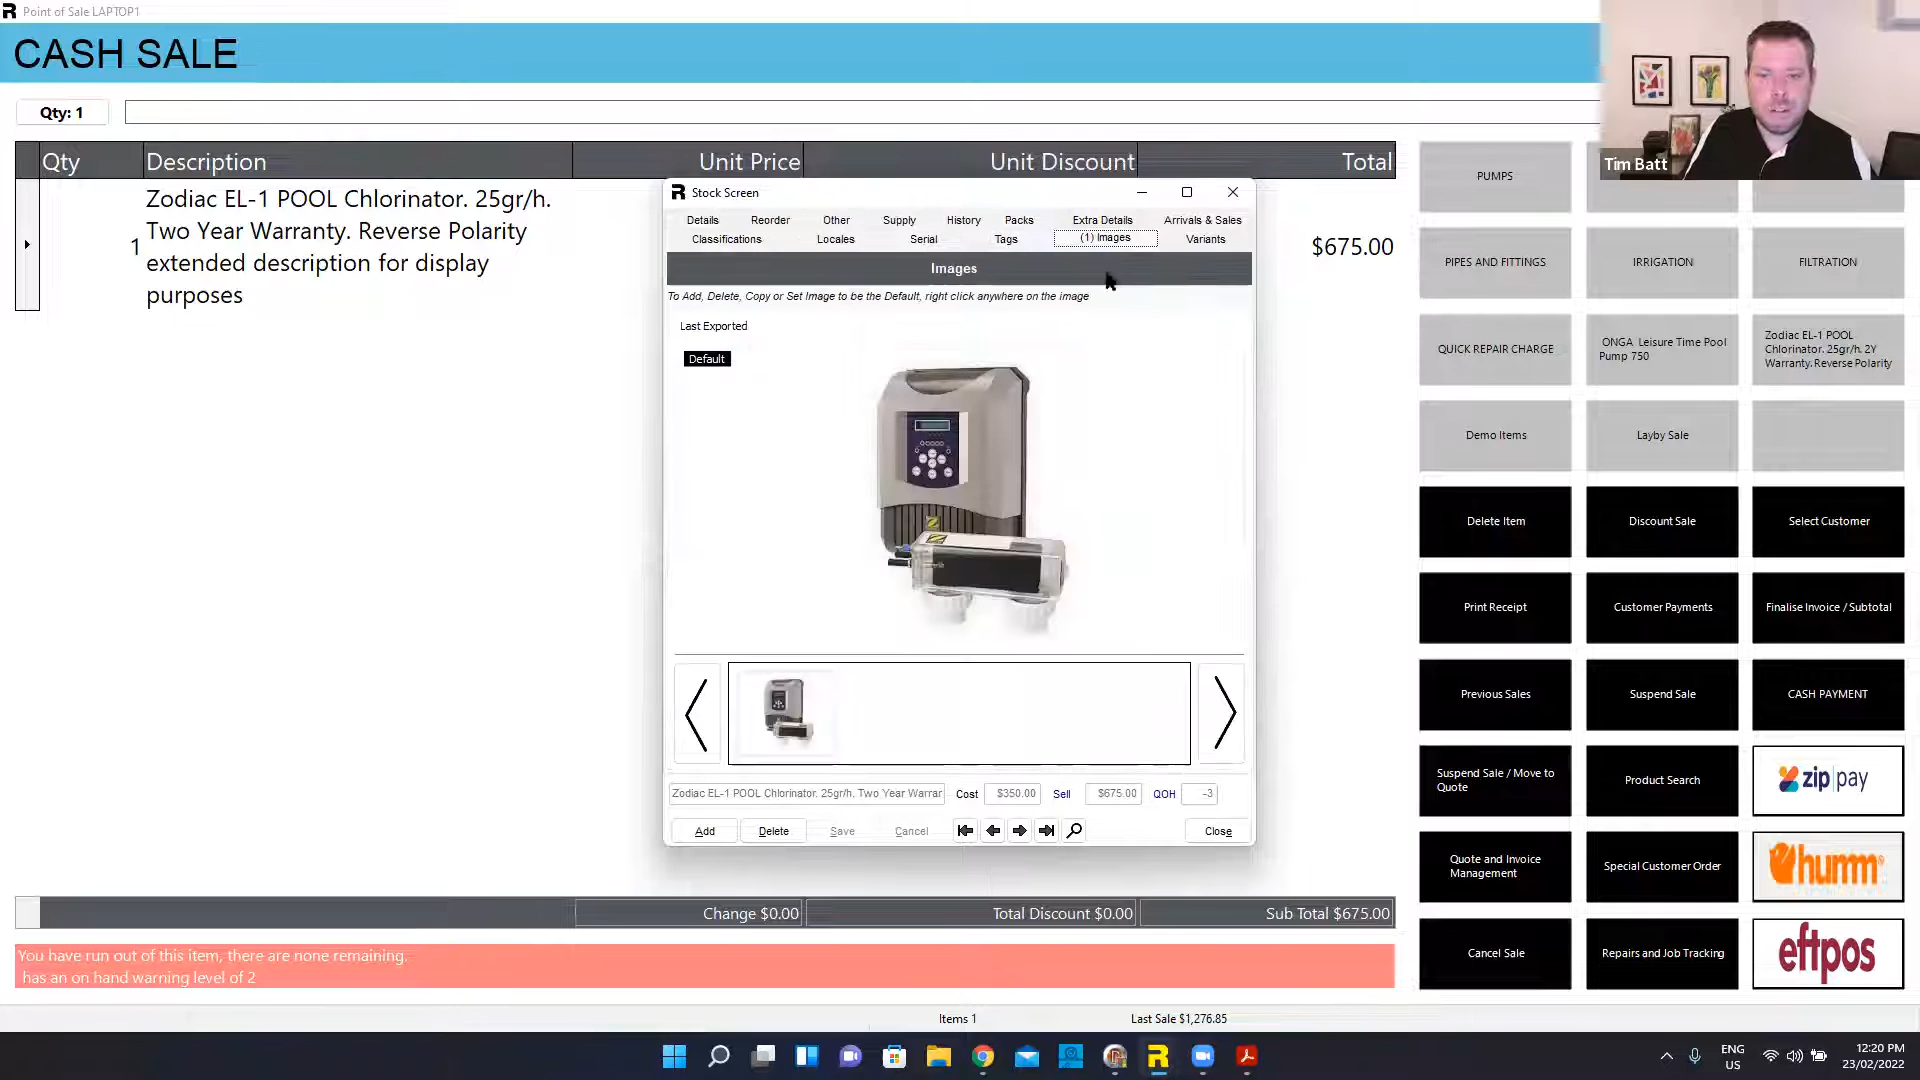 Point of Sale LAPTOP1
CASH SALE
Tim Batt
Qty: 1
Qty Description Unit Price Unit Discount Total
1 Zodiac EL-1 POOL Chlorinator. 25gr/h.
Two Year Warranty. Reverse Polarity
extended description for display
purposes
$675.00
Stock Screen
Details Reorder Other Supply History Packs Extra Details Arrivals & Sales
Classifications Locales Serial Tags (1) Images Variants
Images
To Add, Delete, Copy or Set Image to be the Default, right click anywhere on the image
Last Exported
Default
Zodiac EL-1 POOL Chlorinator. 25gr/h. Two Year Warrar Cost $350.00 Sell $675.00 QOH -3
Add Delete Save Cancel Close
PUMPS
PIPES AND FITTINGS IRRIGATION FILTRATION
QUICK REPAIR CHARGE
ONGA Leisure Time Pool
Pump 750
Zodiac EL-1 POOL
Chlorinator. 25gr/h. 2Y
Warranty. Reverse Polarity
Demo Items Layby Sale
Delete Item Discount Sale Select Customer
Print Receipt Customer Payments Finalise Invoice / Subtotal
Previous Sales Suspend Sale CASH PAYMENT
Suspend Sale / Move to
Quote
Product Search
zip pay
Quote and Invoice
Management
Special Customer Order
humm
Cancel Sale Repairs and Job Tracking eftpos
Change $0.00 Total Discount $0.00 Sub Total $675.00
You have run out of this item, there are none remaining.
has an on hand warning level of 2
Items 1 Last Sale $1,276.85
ENG
US
12:20 PM
23/02/2022